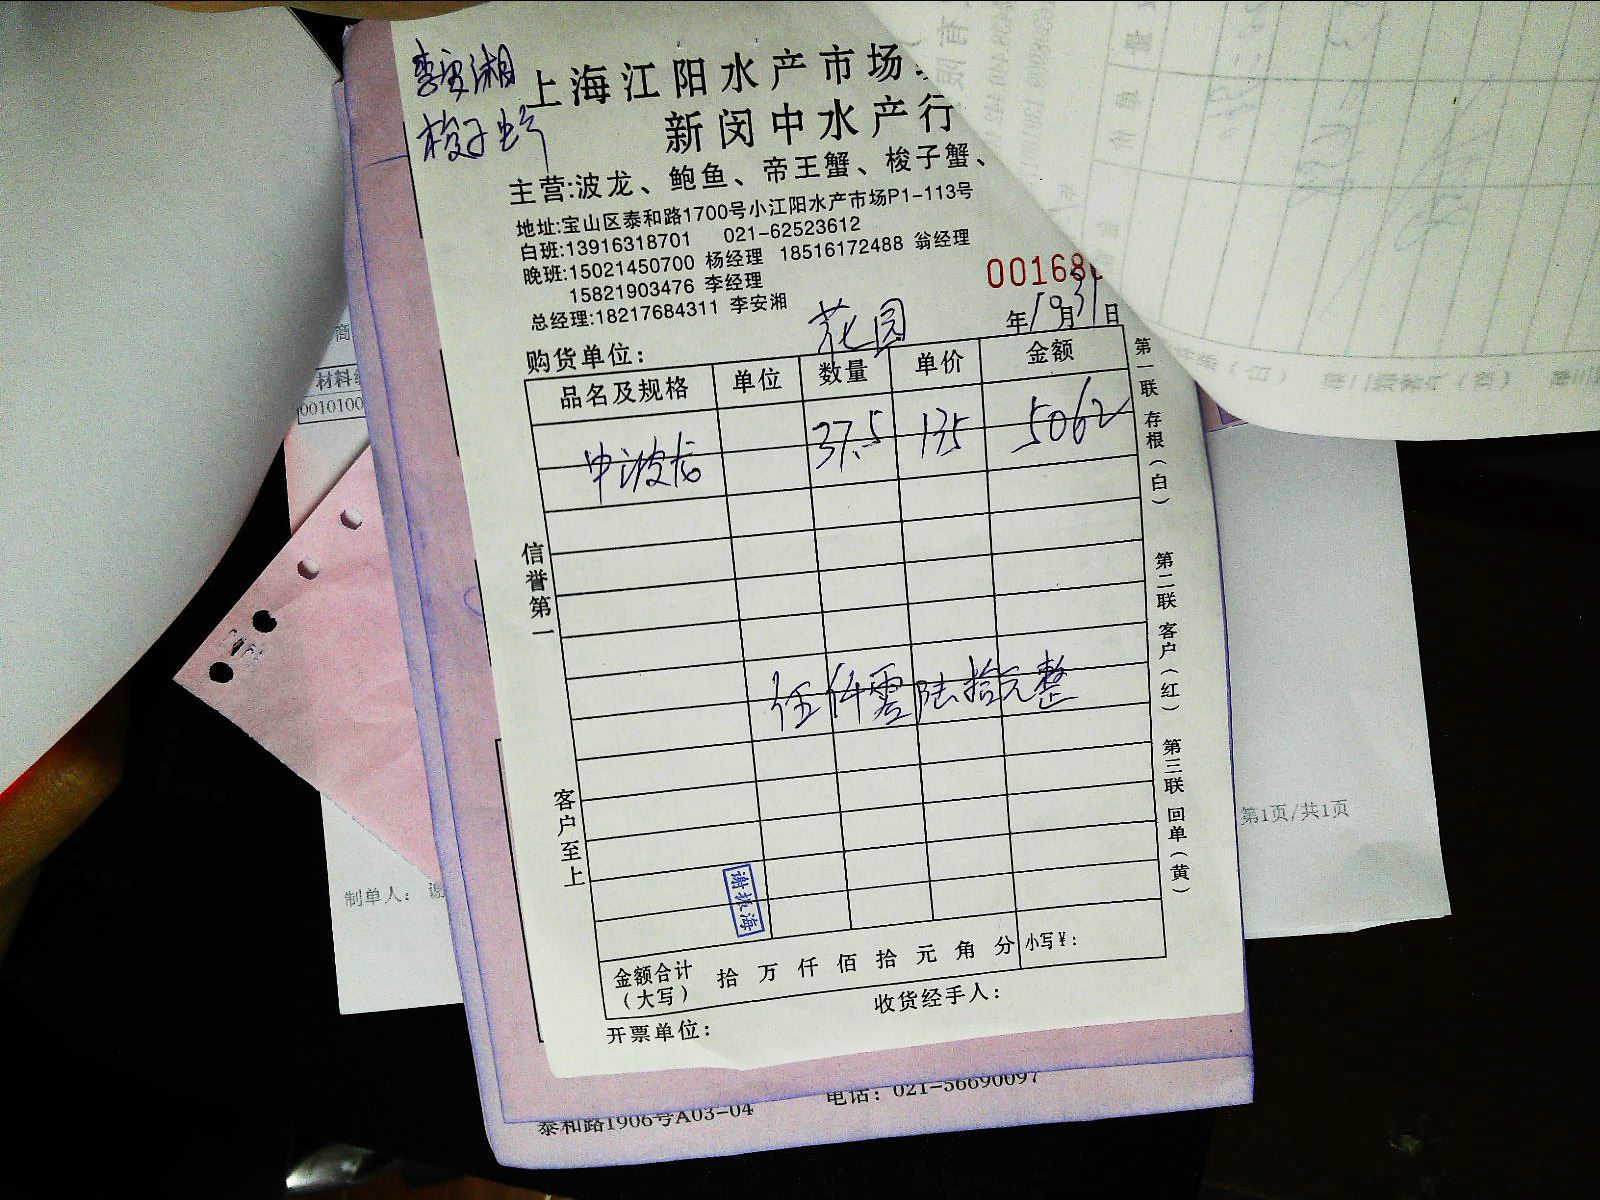 李安湘
梭子蟹
上海江阳水产市场
新闵中水产行
主营:波龙、鲍鱼、帝王蟹、梭子蟹、
地址:宝山区泰和路1700号小江阳水产市场P1-113号
白班:13916318701 021-62523612
晚班:15021450700 杨经理 18516172488 翁经理
15821903476 李经理
总经理:18217684311 李安湘
00168
年10月31日
购货单位: 花园
品名及规格 单位 数量 单价 金额
中波龙 37.5 135 5062
伍仟零陆拾元整
谢振海
金额合计
(大写) 拾 万 仟 佰 拾 元 角 分 小写¥:
开票单位: 收货经手人:
信誉第一
客户至上
第一联 存根(白)
第二联 客户(红)
第三联 回单(黄)
商
材料
0010100
制单人: 谢
第1页/共1页
泰和路1906号A03-04 电话: 021-56690097